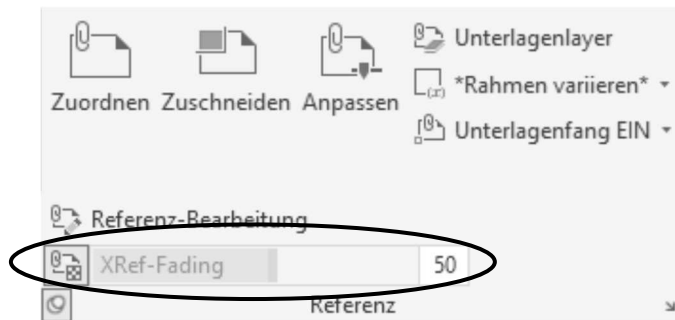 Zuordnen Zuschneiden Anpassen
Unterlagenlayer
*Rahmen variieren*
Unterlagenfang EIN
Referenz-Bearbeitung
XRef-Fading 50
Referenz